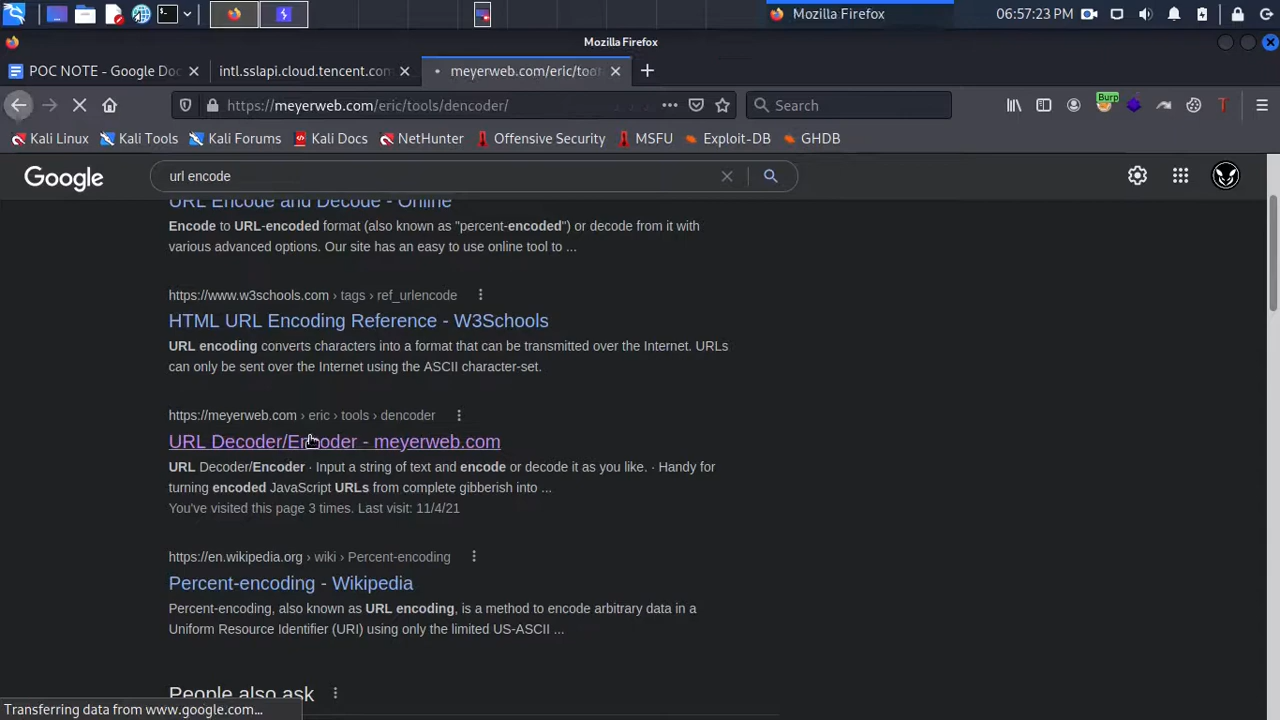 Mozilla Firefox
06:57:23 PM
Mozilla Firefox
POC NOTE - Google Doc
intl.sslapi.cloud.tencent.com
meyerweb.com/eric/tool
https://meyerweb.com/eric/tools/dencoder/
Search
Burp
Kali Linux
Kali Tools
Kali Forums
Kali Docs
NetHunter
Offensive Security
MSFU
Exploit-DB
GHDB
Google
url encode
URL Encode and Decode - Online
Encode to URL-encoded format (also known as "percent-encoded") or decode from it with
various advanced options. Our site has an easy to use online tool to ...
https://www.w3schools.com › tags › ref_urlencode
HTML URL Encoding Reference - W3Schools
URL encoding converts characters into a format that can be transmitted over the Internet. URLs
can only be sent over the Internet using the ASCII character-set.
https://meyerweb.com › eric › tools › dencoder
URL Decoder/Encoder - meyerweb.com
URL Decoder/Encoder · Input a string of text and encode or decode it as you like. · Handy for
turning encoded JavaScript URLs from complete gibberish into ...
You've visited this page 3 times. Last visit: 11/4/21
https://en.wikipedia.org › wiki › Percent-encoding
Percent-encoding - Wikipedia
Percent-encoding, also known as URL encoding, is a method to encode arbitrary data in a
Uniform Resource Identifier (URI) using only the limited US-ASCII ...
People also ask
Transferring data from www.google.com...